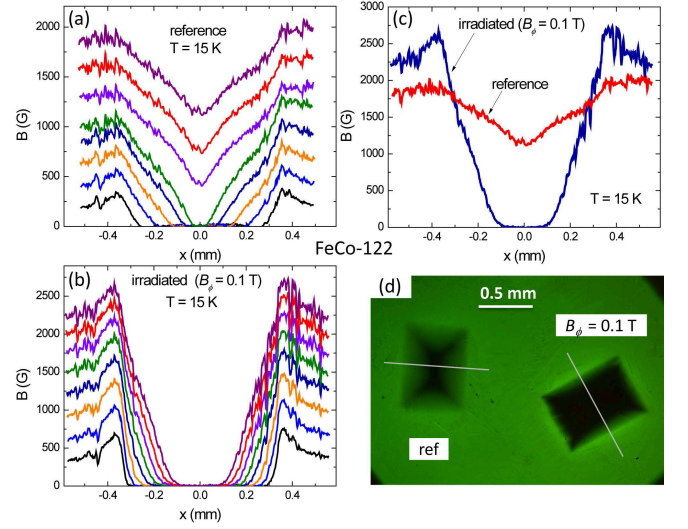 (a)
reference
T = 15 K
B (G)
2000
1500
1000
500
0
-0.4 -0.2 0.0 0.2 0.4
x (mm)
(c)
irradiated (Bϕ = 0.1 T)
reference
T = 15 K
B (G)
2500
2000
1500
1000
500
0
-0.4 -0.2 0.0 0.2 0.4
x (mm)
FeCo-122
(b)
irradiated (Bϕ = 0.1 T)
T = 15 K
B (G)
2500
2000
1500
1000
500
0
-0.4 -0.2 0.0 0.2 0.4
x (mm)
(d)
0.5 mm
Bϕ = 0.1 T
ref